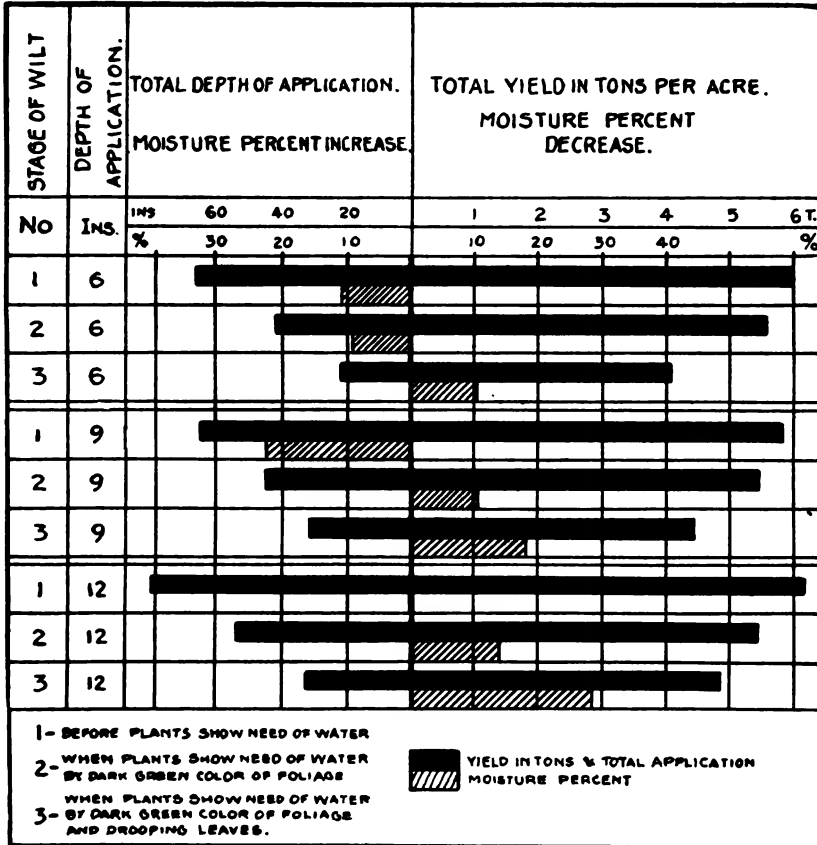 STAGE OF WILT
DEPTH OF
APPLICATION.
TOTAL DEPTH OF APPLICATION.
MOISTURE PERCENT INCREASE.
TOTAL YIELD IN TONS PER ACRE.
MOISTURE PERCENT
DECREASE.
No INS. INS 60 40 20 1 2 3 4 5 6 T.
% 30 20 10 10 20 30 40 %
1 6
2 6
3 6
1 9
2 9
3 9
1 12
2 12
3 12
1- BEFORE PLANTS SHOW NEED OF WATER
2- WHEN PLANTS SHOW NEED OF WATER
BY DARK GREEN COLOR OF FOLIAGE
3- WHEN PLANTS SHOW NEED OF WATER
BY DARK GREEN COLOR OF FOLIAGE
AND DROOPING LEAVES.
YIELD IN TONS & TOTAL APPLICATION
MOISTURE PERCENT